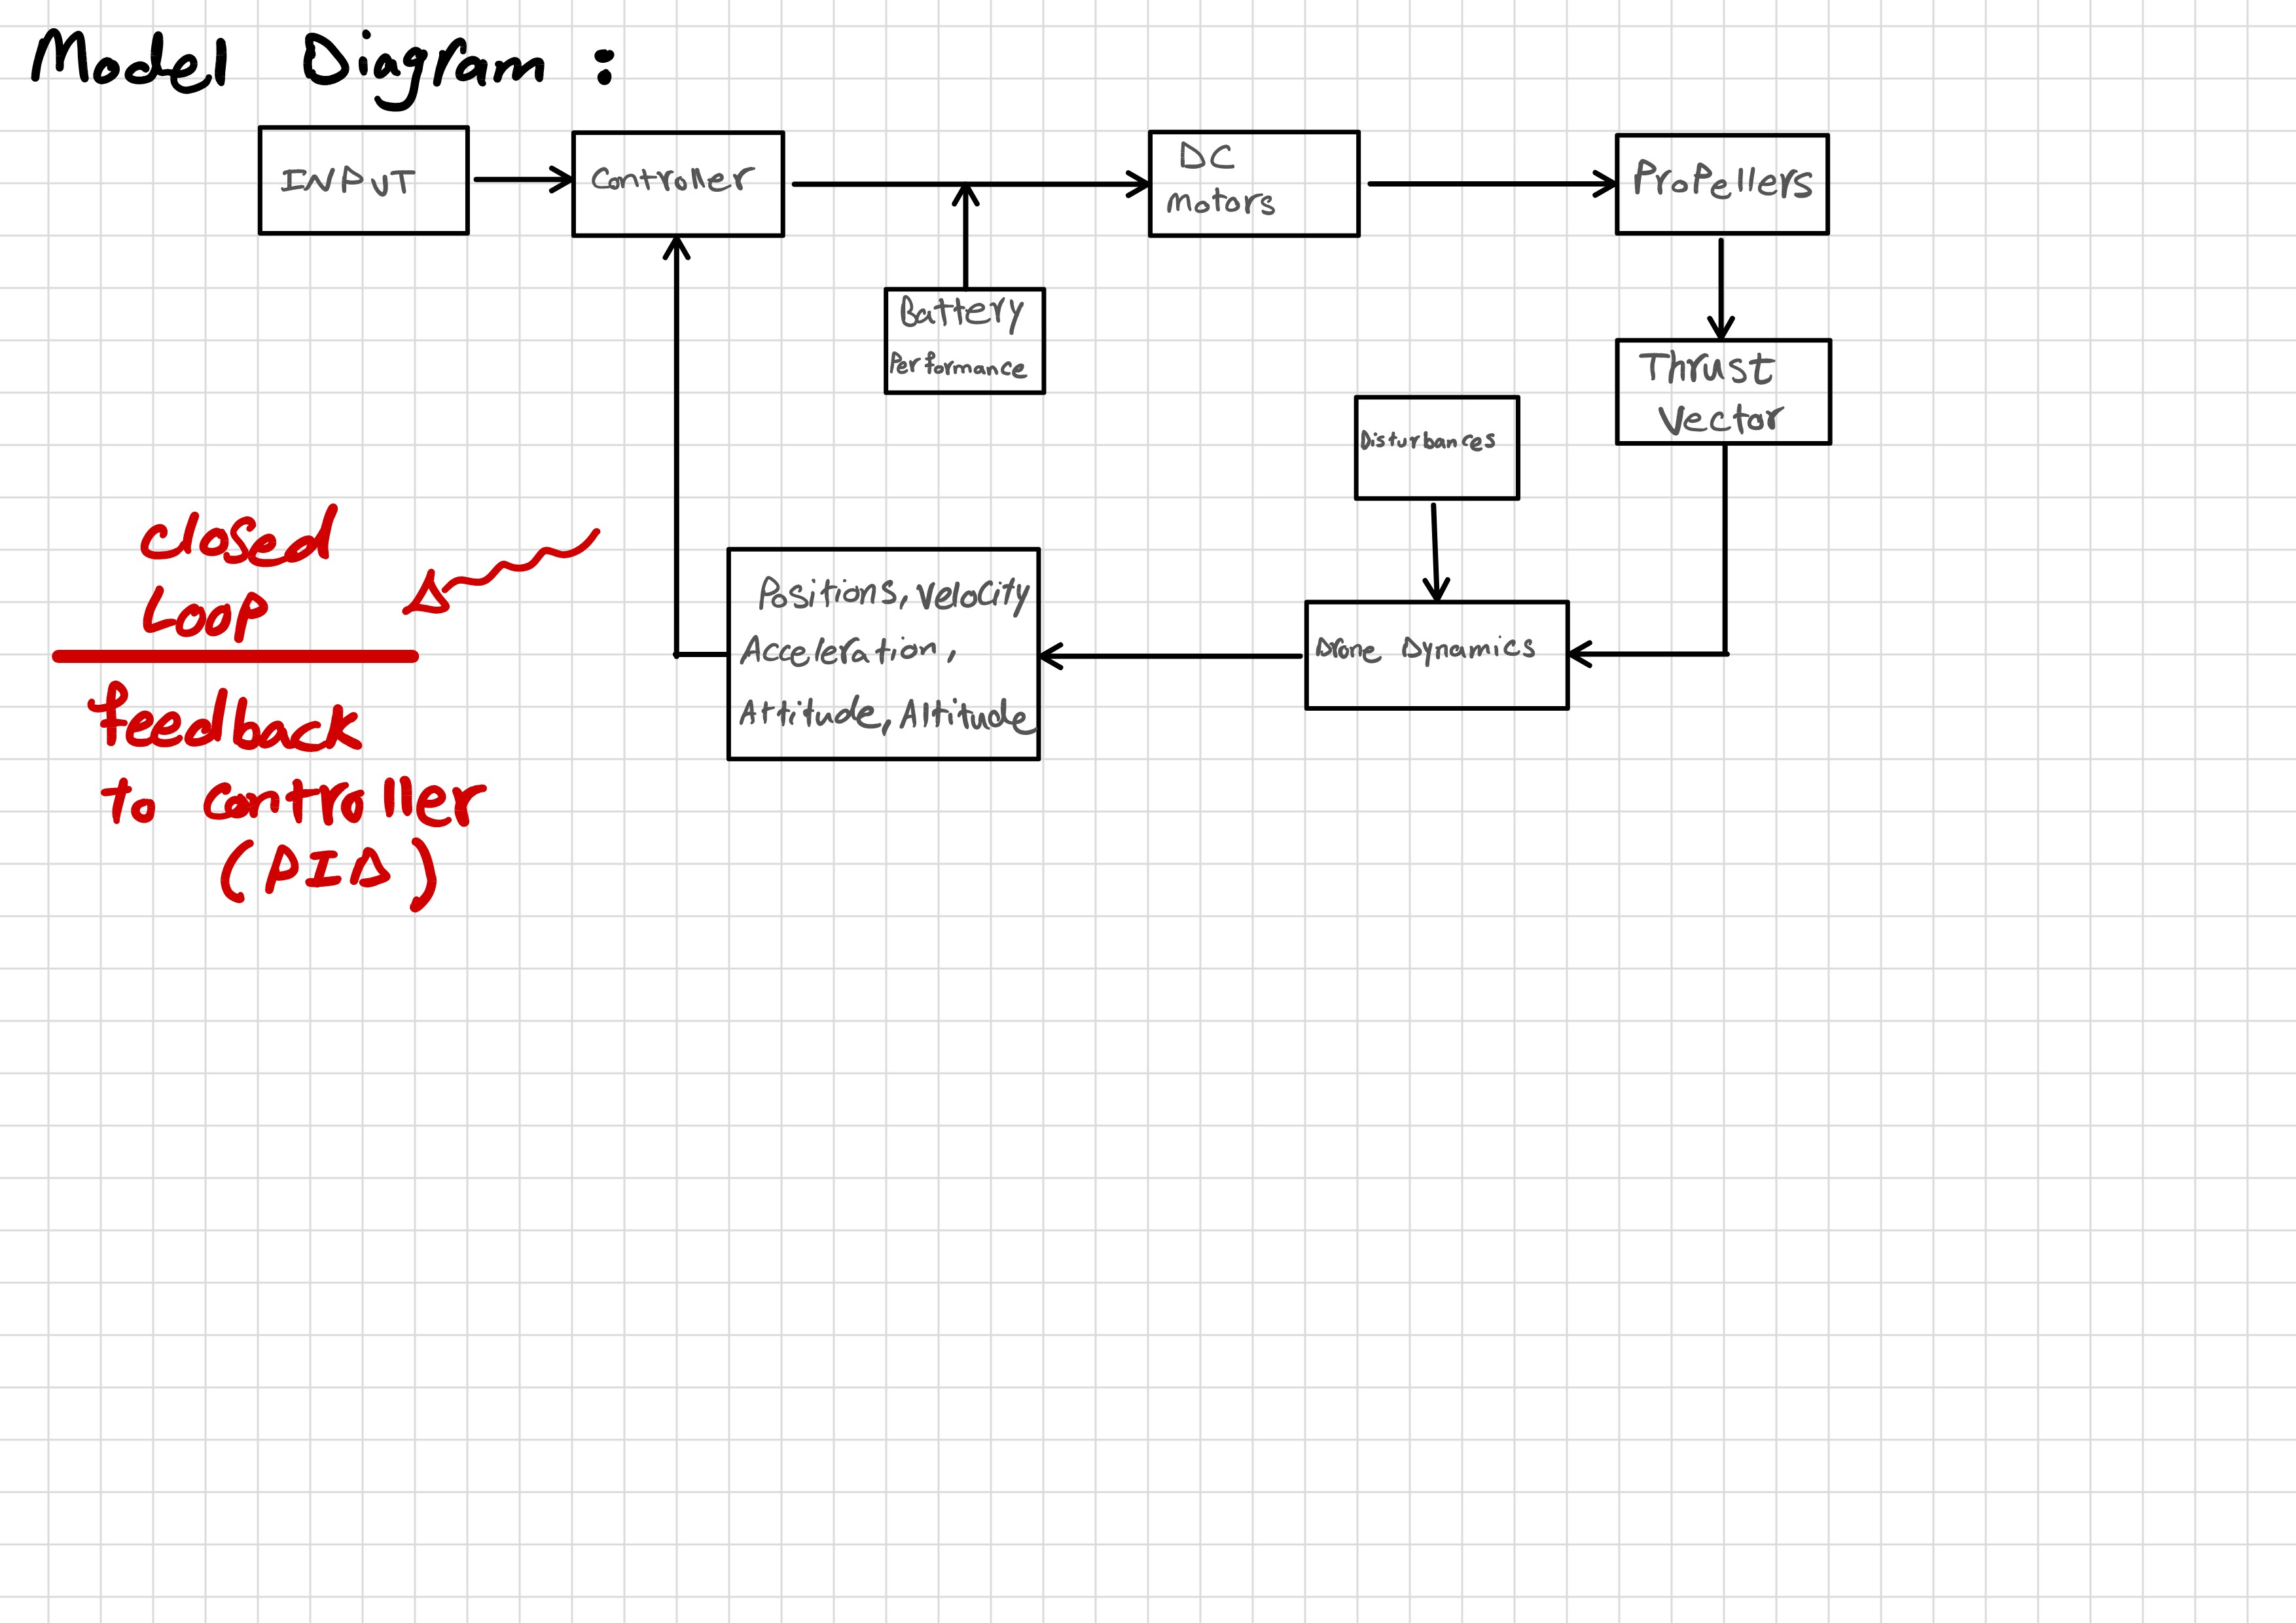 Model Diagram :
INPUT
Controller
DC
motors
Propellers
Battery
Performance
Thrust
Vector
Disturbances
closed
Loop
feedback
to controller
(PID)
Positions, Velocity
Acceleration,
Attitude, Altitude
Drone Dynamics